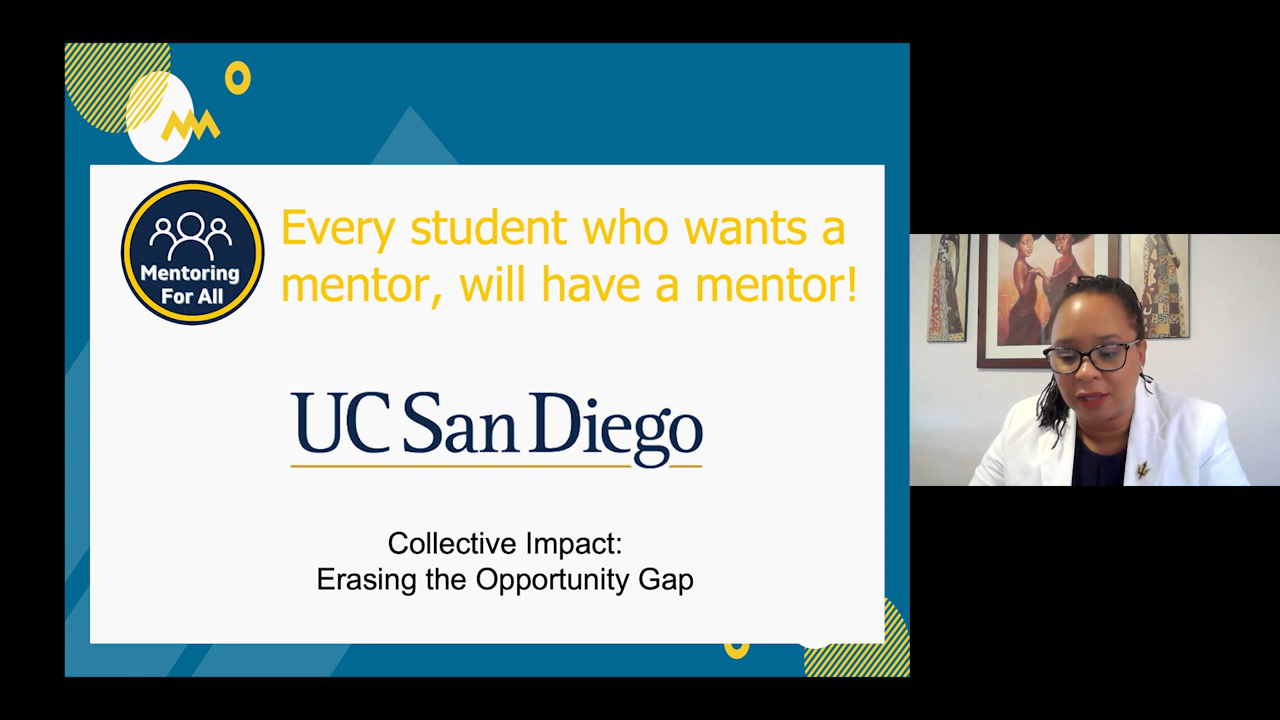 Mentoring
For All
Every student who wants a
mentor, will have a mentor!
UC San Diego
Collective Impact:
Erasing the Opportunity Gap